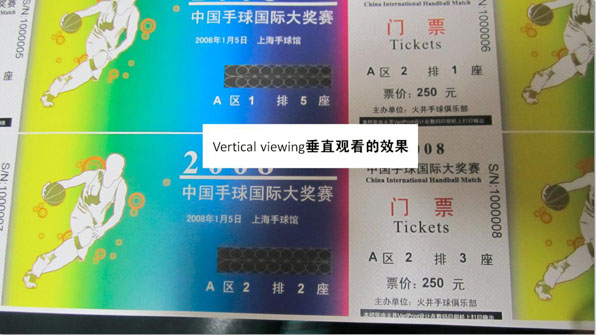 S/N:1000005
中国手球国际大奖赛
2008年1月5日 上海手球馆
A 区 1 排 5 座
China International Handball Match
门 票
Tickets
A 区 2 排 1 座
票价: 250 元
主办单位：火井手球俱乐部
S/N:1000006
Vertical viewing垂直观看的效果
S/N:1000007
2008
中国手球国际大奖赛
2008年1月5日 上海手球馆
A 区 2 排 2 座
008
China International Handball Match
门 票
Tickets
A 区 2 排 3 座
票价: 250 元
主办单位：火井手球俱乐部
S/N:1000008